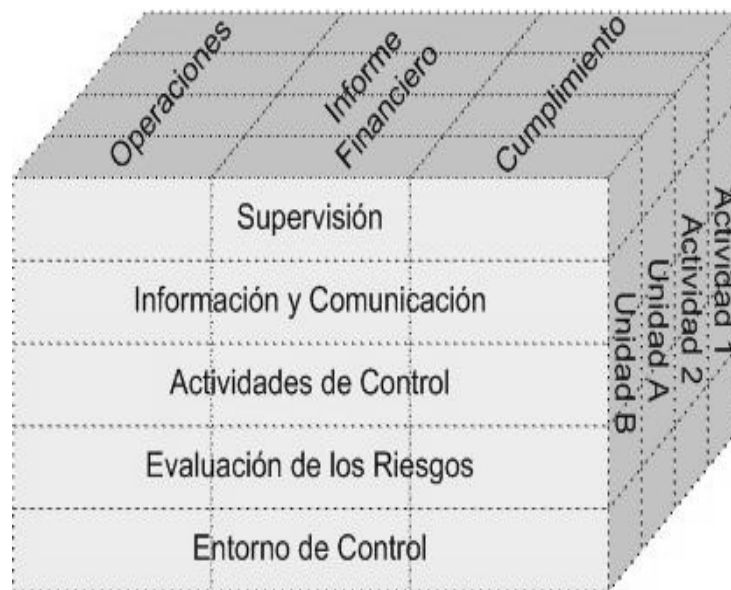 Operaciones
Informe
Financiero
Cumplimiento
Supervisión
Información y Comunicación
Actividades de Control
Evaluación de los Riesgos
Entorno de Control
Unidad B
Unidad A
Actividad 2
Actividad 1